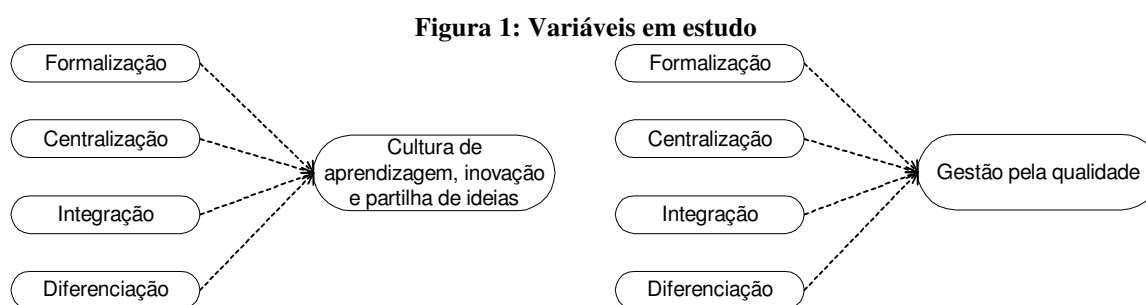 Figura 1: Variáveis em estudo
Formalização
Centralização
Integração
Diferenciação
Cultura de
aprendizagem, inovação
e partilha de ideias
Formalização
Centralização
Integração
Diferenciação
Gestão pela qualidade